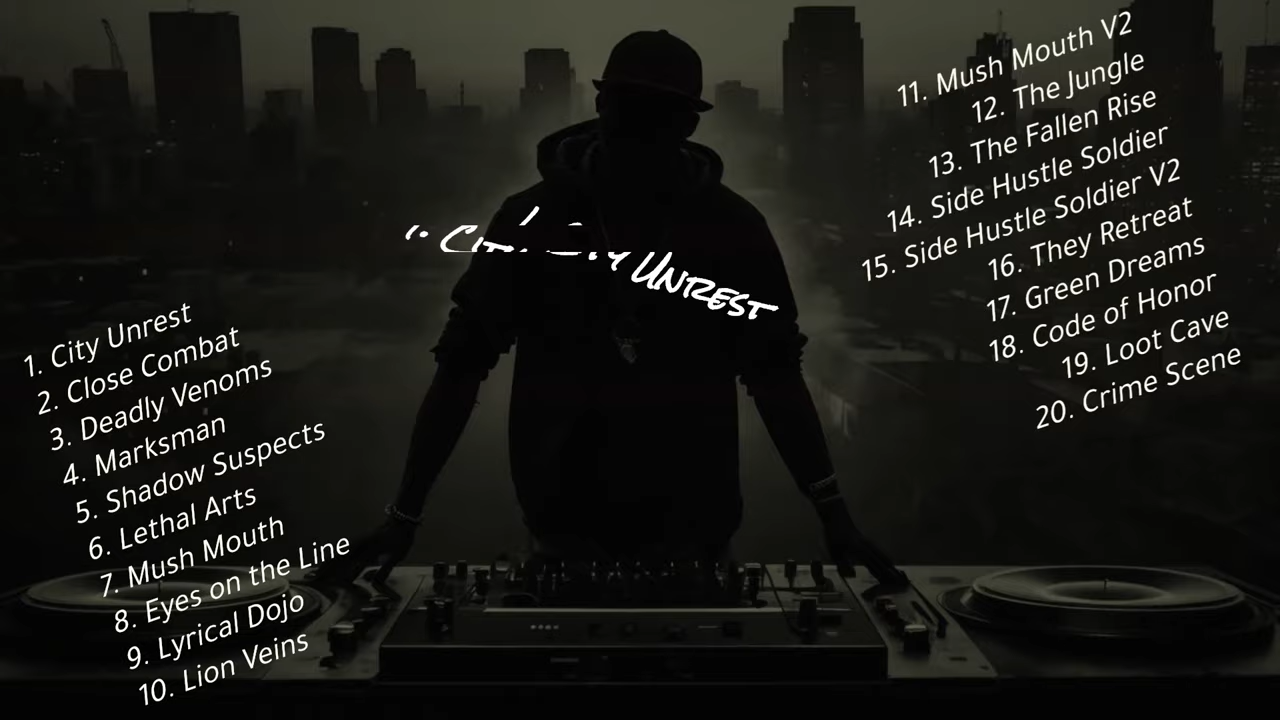 1. City Unrest
2. Close Combat
3. Deadly Venoms
4. Marksman
5. Shadow Suspects
6. Lethal Arts
7. Mush Mouth
8. Eyes on the Line
9. Lyrical Dojo
10. Lion Veins
Unrest
11. Mush Mouth V2
12. The Jungle
13. The Fallen Rise
14. Side Hustle Soldier
15. Side Hustle Soldier V2
16. They Retreat
17. Green Dreams
18. Code of Honor
19. Loot Cave
20. Crime Scene